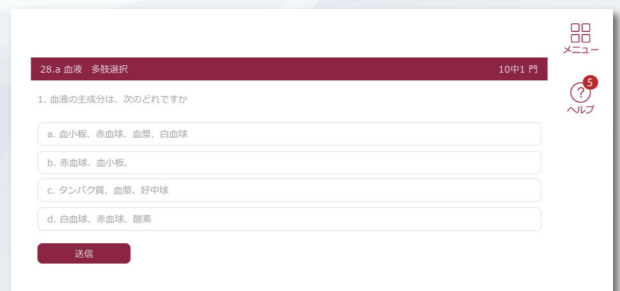 メニュー
28.a 血液 多肢選択 10中1 門
5
?
ヘルプ
1. 血液の主成分は、次のどれですか
a. 血小板、赤血球、血漿、白血球
b. 赤血球、血小板、
c. タンパク質、血漿、好中球
d. 白血球、赤血球、酸素
送信